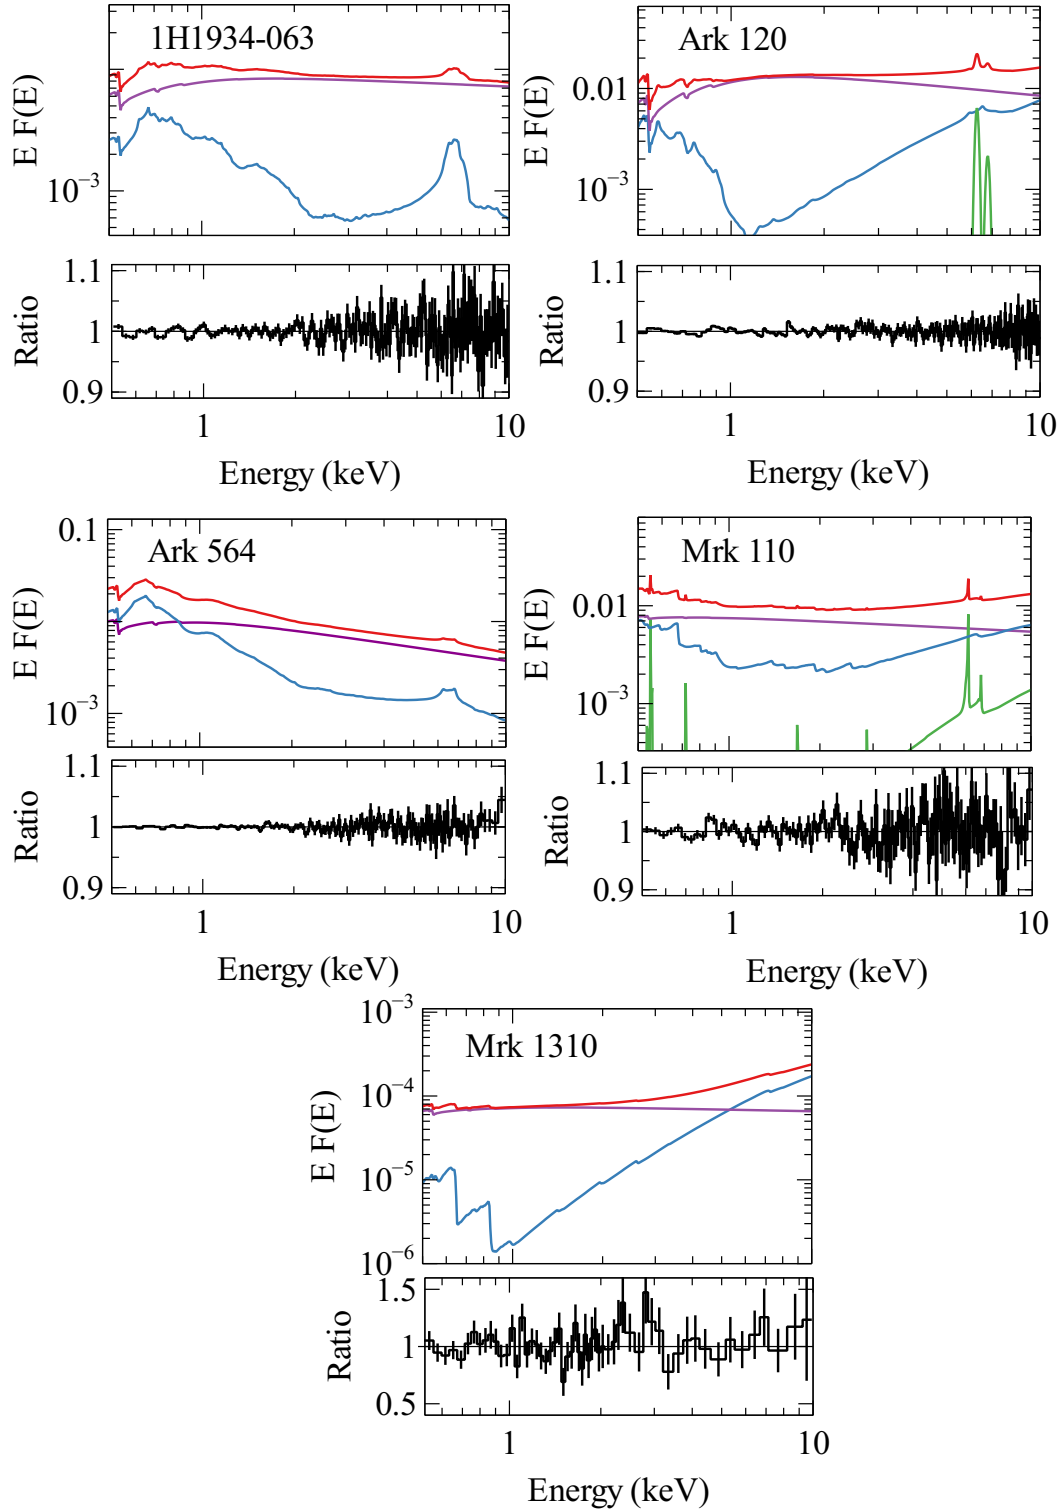 1H1934-063
E F(E)
10⁻³
1.1
1
0.9
Ratio
1
10
Energy (keV)
Ark 120
E F(E)
0.01
10⁻³
1.1
1
0.9
Ratio
1
10
Energy (keV)
Ark 564
E F(E)
0.1
10⁻³
1.1
1
0.9
Ratio
1
10
Energy (keV)
Mrk 110
E F(E)
0.01
10⁻³
1.1
1
0.9
Ratio
1
10
Energy (keV)
Mrk 1310
E F(E)
10⁻³
10⁻⁴
10⁻⁵
10⁻⁶
1.5
1
0.5
Ratio
1
10
Energy (keV)